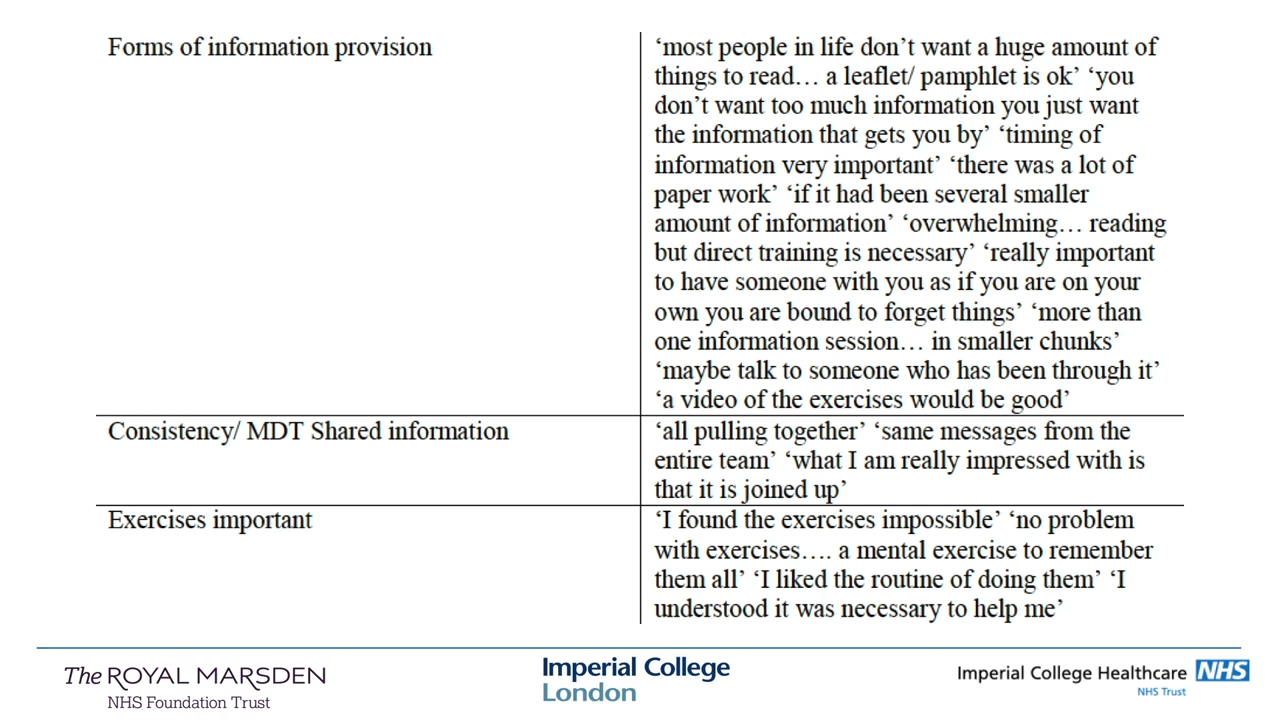 Forms of information provision
‘most people in life don’t want a huge amount of
things to read… a leaflet/ pamphlet is ok’ ‘you
don’t want too much information you just want
the information that gets you by’ ‘timing of
information very important’ ‘there was a lot of
paper work’ ‘if it had been several smaller
amount of information’ ‘overwhelming… reading
but direct training is necessary’ ‘really important
to have someone with you as if you are on your
own you are bound to forget things’ ‘more than
one information session… in smaller chunks’
‘maybe talk to someone who has been through it’
‘a video of the exercises would be good’
Consistency/ MDT Shared information
‘all pulling together’ ‘same messages from the
entire team’ ‘what I am really impressed with is
that it is joined up’
Exercises important
‘I found the exercises impossible’ ‘no problem
with exercises…. a mental exercise to remember
them all’ ‘I liked the routine of doing them’ ‘I
understood it was necessary to help me’
The ROYAL MARSDEN
NHS Foundation Trust
Imperial College
London
Imperial College Healthcare NHS
NHS Trust